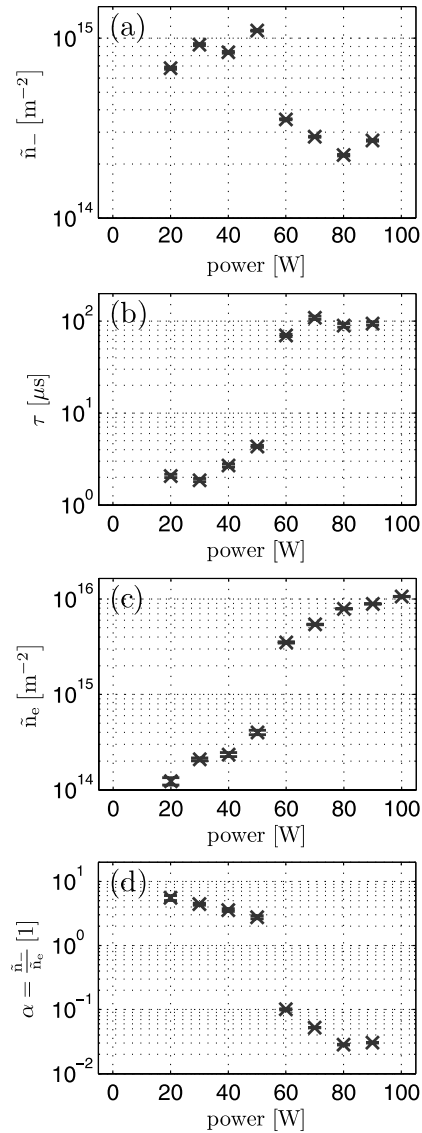 (a)
10^15
10^14
ñ₋ [m⁻²]
0 20 40 60 80 100
power [W]
(b)
10^2
10^1
10^0
τ [μs]
0 20 40 60 80 100
power [W]
(c)
10^16
10^15
10^14
ñₑ [m⁻²]
0 20 40 60 80 100
power [W]
(d)
10^1
10^0
10^-1
10^-2
α = ñ₋/ñₑ [1]
0 20 40 60 80 100
power [W]